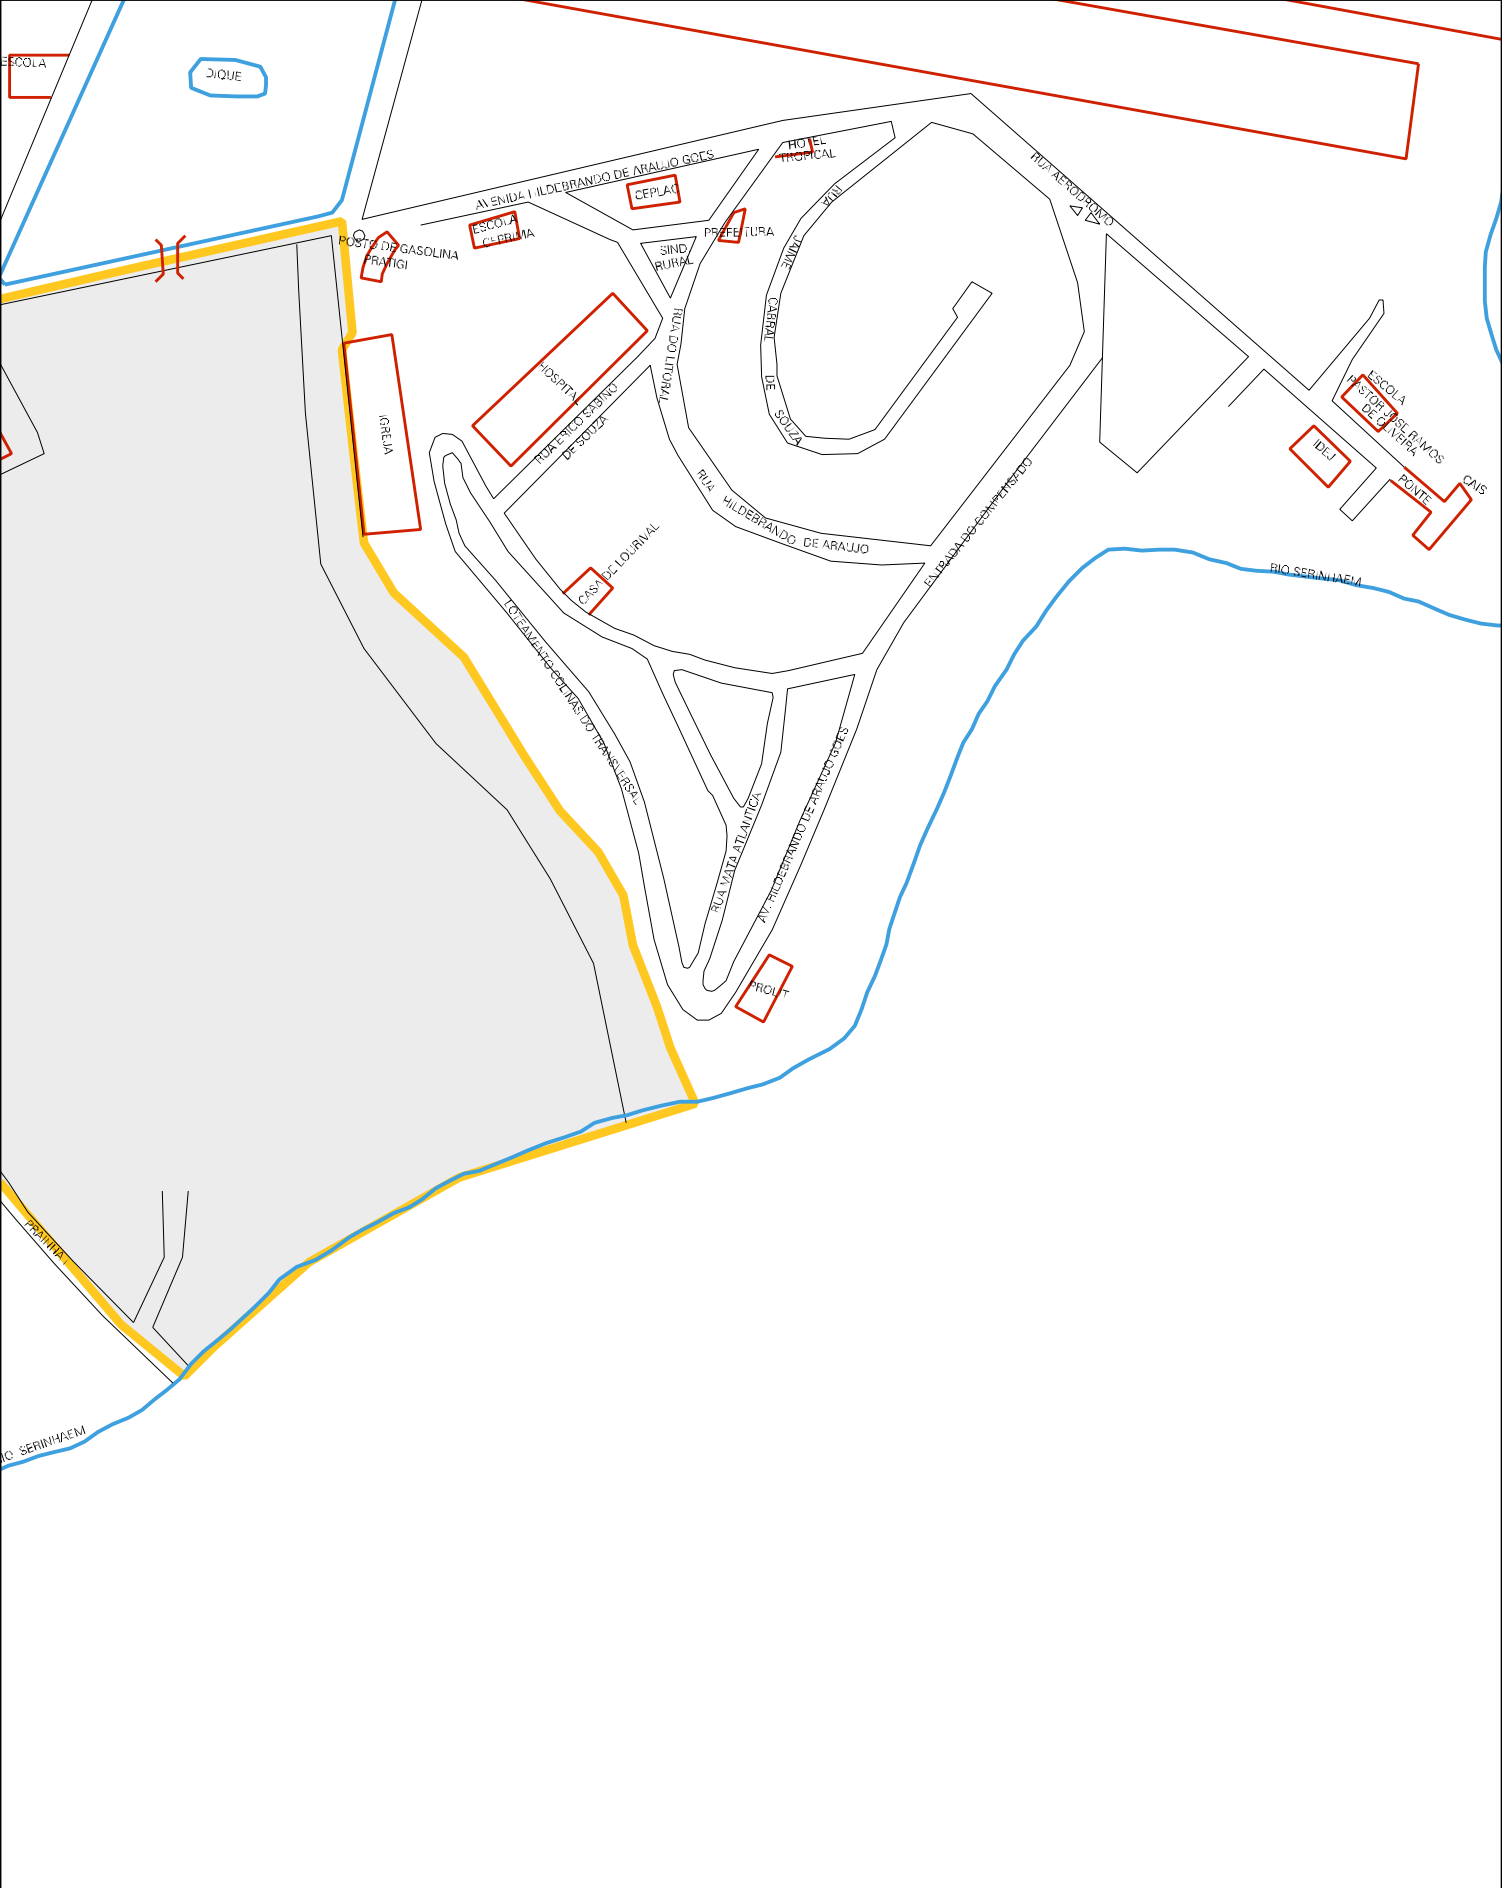 ESCOLA
DIQUE
HOTEL
TROPICAL
AVENIDA HILDEBRANDO DE ARAUJO GOES
RUA AERODROMO
CEPLAC
RUA
JAIME
CABRAL
DE
SOUZA
ESCOLA
CEPRIMA
PREFEITURA
POSTO DE GASOLINA
PRATIGI
SIND
RURAL
RUA DO LITORAL
HOSPITAL
IGREJA
RUA ERICO SABINO
DE SOUZA
ESCOLA
PASTOR JOSE RAMOS
DE OLIVEIRA
IDEJ
PONTE
CAIS
RUA HILDEBRANDO DE ARAUJO
ENTRADA DO COMPENSADO
RIO SERINHAEM
CASA DE LOURIVAL
LOTEAMENTO COLINAS DO TRANSVERSAL
RUA MATA ATLANTICA
AV. HILDEBRANDO DE ARAUJO GOES
PROLIT
PRAINHA
IO SERINHAEM